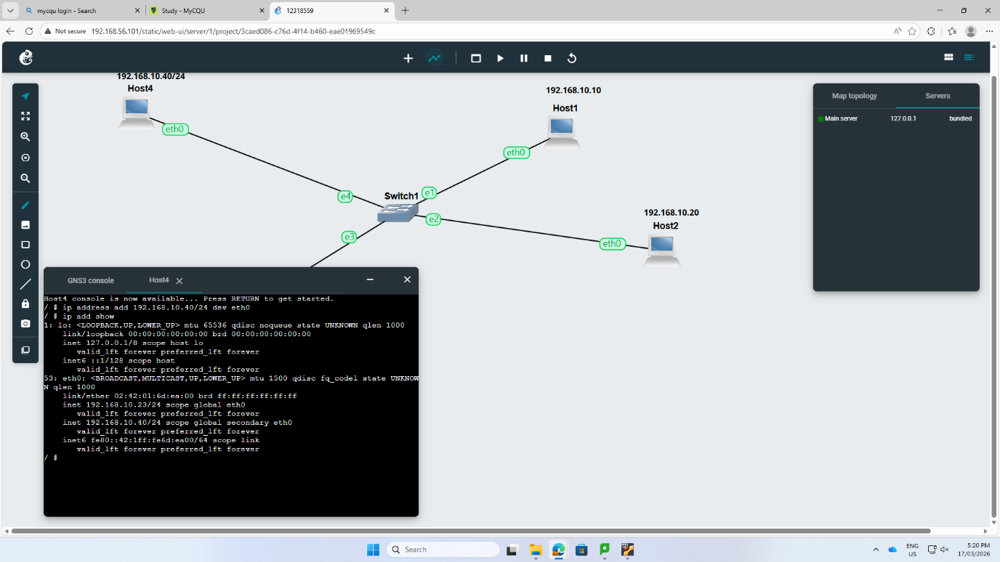 mycqu login - Search
Study - MyCQU
12318559
Not secure
192.168.56.101/static/web-ui/server/1/project/3caed086-c76d-4f14-b460-eae01969549c
192.168.10.40/24
Host4
eth0
192.168.10.10
Host1
eth0
Map topology
Servers
Main server
127.0.0.1
bundled
e4
Switch1
e1
e2
e3
192.168.10.20
Host2
eth0
GNS3 console
Host4
Host4 console is now available... Press RETURN to get started.
/ # ip address add 192.168.10.40/24 dev eth0
/ # ip add show
1: lo: <LOOPBACK,UP,LOWER_UP> mtu 65536 qdisc noqueue state UNKNOWN qlen 1000
link/loopback 00:00:00:00:00:00 brd 00:00:00:00:00:00
inet 127.0.0.1/8 scope host lo
valid_lft forever preferred_lft forever
inet6 ::1/128 scope host
valid_lft forever preferred_lft forever
53: eth0: <BROADCAST,MULTICAST,UP,LOWER_UP> mtu 1500 qdisc fq_codel state UNKNOW
N qlen 1000
link/ether 02:42:01:6d:ea:00 brd ff:ff:ff:ff:ff:ff
inet 192.168.10.23/24 scope global eth0
valid_lft forever preferred_lft forever
inet 192.168.10.40/24 scope global secondary eth0
valid_lft forever preferred_lft forever
inet6 fe80::42:1ff:fe6d:ea00/64 scope link
valid_lft forever preferred_lft forever
/ #
Search
ENG
US
5:20 PM
17/03/2026